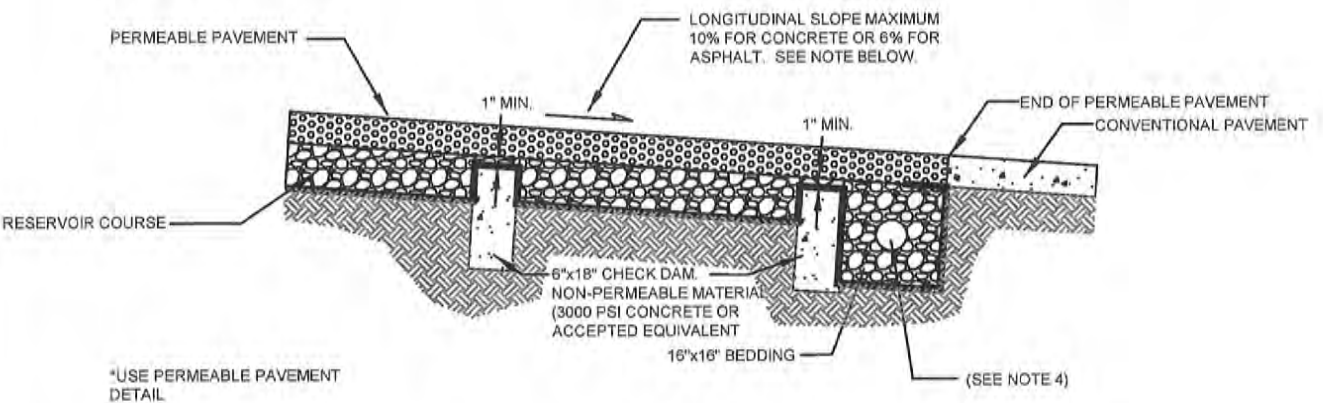 LONGITUDINAL SLOPE MAXIMUM
10% FOR CONCRETE OR 6% FOR
ASPHALT. SEE NOTE BELOW.
PERMEABLE PAVEMENT
1" MIN.
1" MIN.
END OF PERMEABLE PAVEMENT
CONVENTIONAL PAVEMENT
RESERVOIR COURSE
6"x18" CHECK DAM.
NON-PERMEABLE MATERIAL
(3000 PSI CONCRETE OR
ACCEPTED EQUIVALENT
16"x16" BEDDING
(SEE NOTE 4)
*USE PERMEABLE PAVEMENT
DETAIL